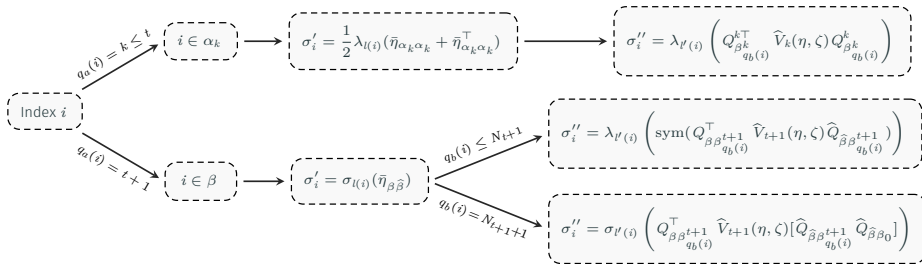 Index i
q_a(i) = k ≤ t
i ∈ α_k
σ′_i = 1/2 λ_{l(i)}(η̄_{α_kα_k} + η̄^⊤_{α_kα_k})
σ′′_i = λ_{l′(i)} ( Q^{k⊤}_{β^k_{q_b(i)}} V̂_k(η, ζ) Q^k_{β^k_{q_b(i)}} )
q_a(i) = t+1
i ∈ β
σ′_i = σ_{l(i)}(η̄_{ββ̂})
q_b(i) ≤ N_{t+1}
σ′′_i = λ_{l′(i)} ( sym(Q^⊤_{ββ^{t+1}_{q_b(i)}} V̂_{t+1}(η, ζ) Q̂_{β̂β^{t+1}_{q_b(i)}}) )
q_b(i) = N_{t+1+1}
σ′′_i = σ_{l′(i)} ( Q^⊤_{ββ^{t+1}_{q_b(i)}} V̂_{t+1}(η, ζ)[Q̂_{β̂β^{t+1}_{q_b(i)}} Q̂_{β̂β_0}] )